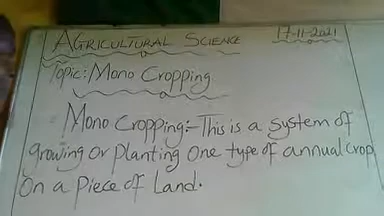 AGRICULTURAL SCIENCE 17-11-2021
Topic: Mono Cropping
Mono Cropping:- This is a system of
growing or planting one type of annual crop
on a piece of Land.